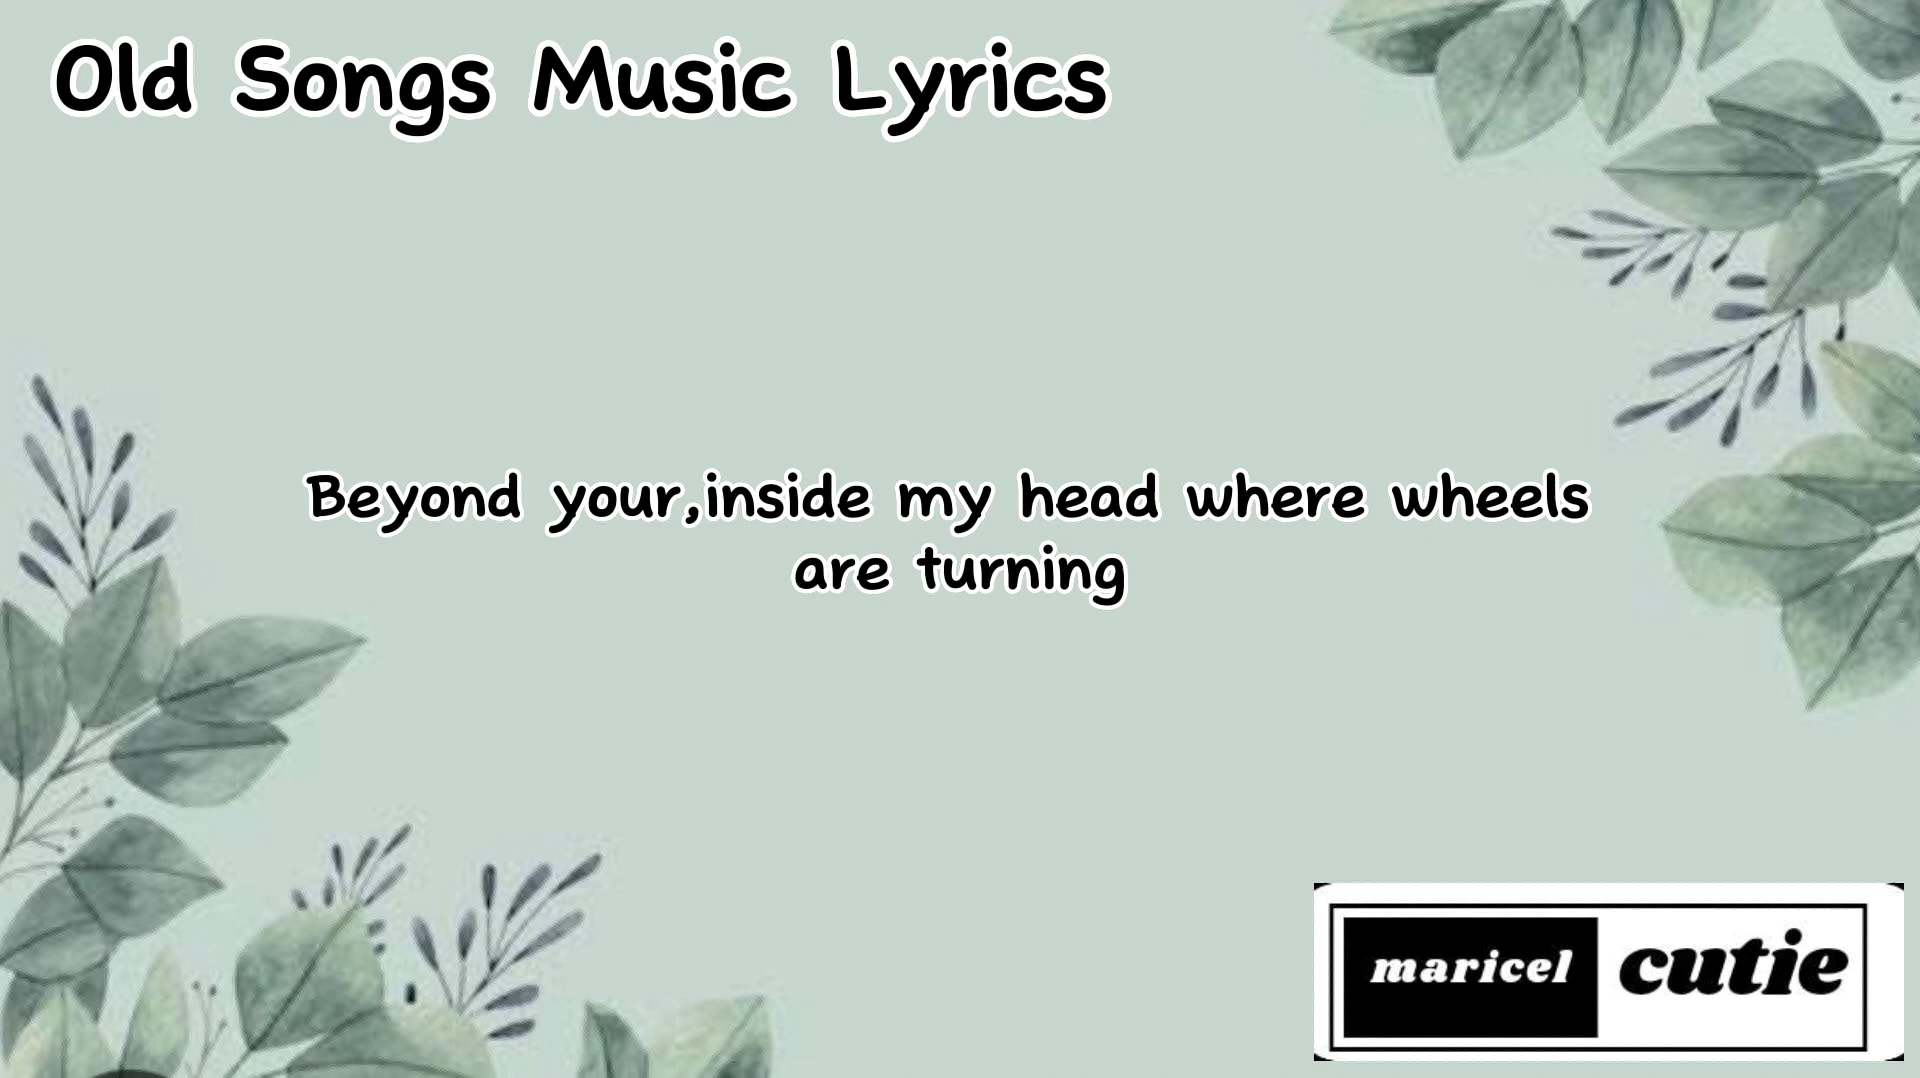 Old Songs Music Lyrics
Beyond your,inside my head where wheels
are turning
maricel cutie